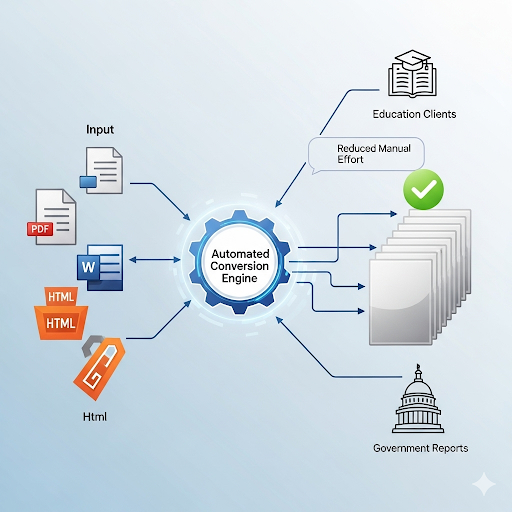 Education Clients
Input
Reduced Manual
Effort
PDF
W
Automated
Conversion
Engine
HTML
HTML
Html
Government Reports